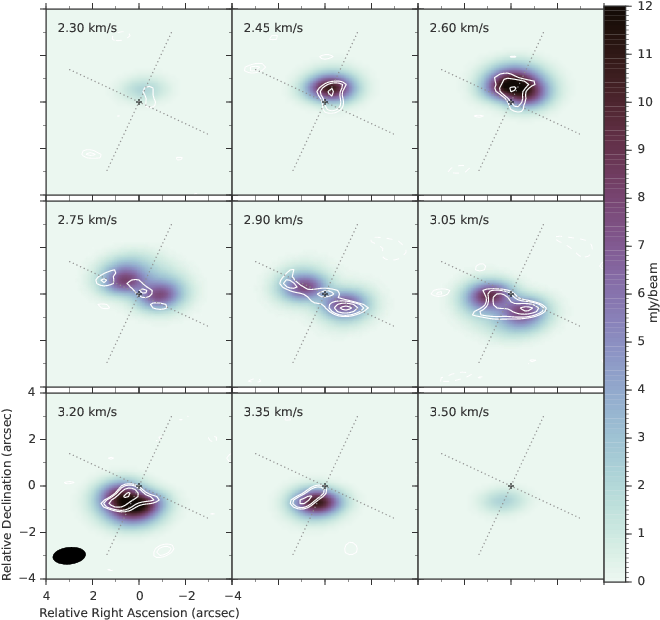 2.30 km/s 2.45 km/s 2.60 km/s
2.75 km/s 2.90 km/s 3.05 km/s
3.20 km/s 3.35 km/s 3.50 km/s
4
2
0
−2
−4
4 2 0 −2 −4
Relative Declination (arcsec)
Relative Right Ascension (arcsec)
12
11
10
9
8
7
6
5
4
3
2
1
0
mJy/beam